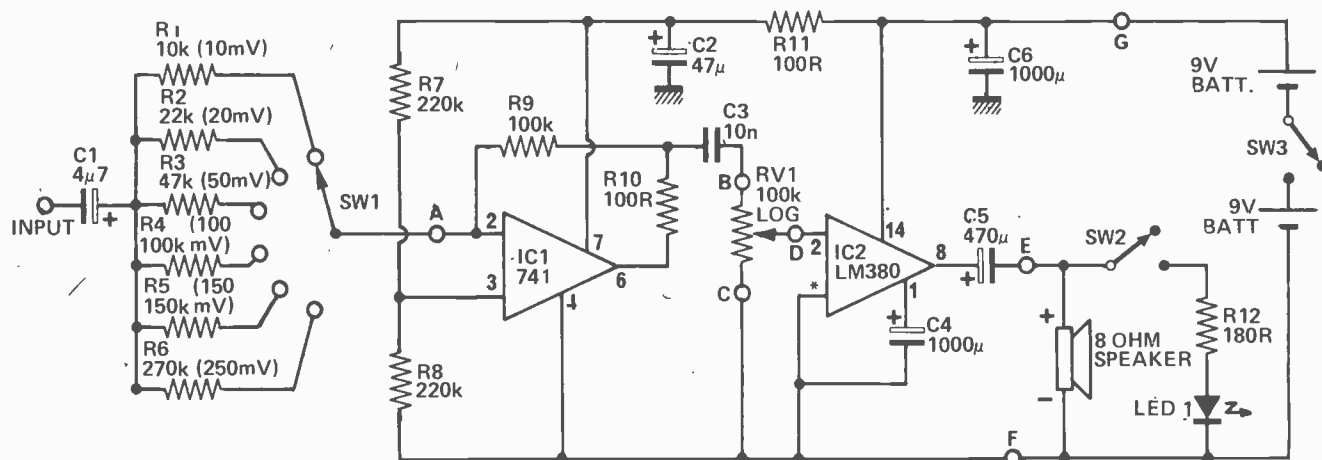 R1
10k (10mV)
R2
22k (20mV)
R3
47k (50mV)
R4
(100
100k mV)
R5
(150
150k mV)
R6
270k (250mV)
C1
4µ7
INPUT
+
SW1
A
R7
220k
R8
220k
R9
100k
R10
100R
2
3
IC1
741
7
4
6
+
C2
47µ
R11
100R
C3
10n
B
RV1
100k
LOG
D
C
2
*
IC2
LM380
14
8
1
+
C4
1000µ
+
C6
1000µ
C5
470µ
+
E
G
F
SW2
+
8 OHM
SPEAKER
–
R12
180R
LED 1
9V
BATT.
SW3
9V
BATT